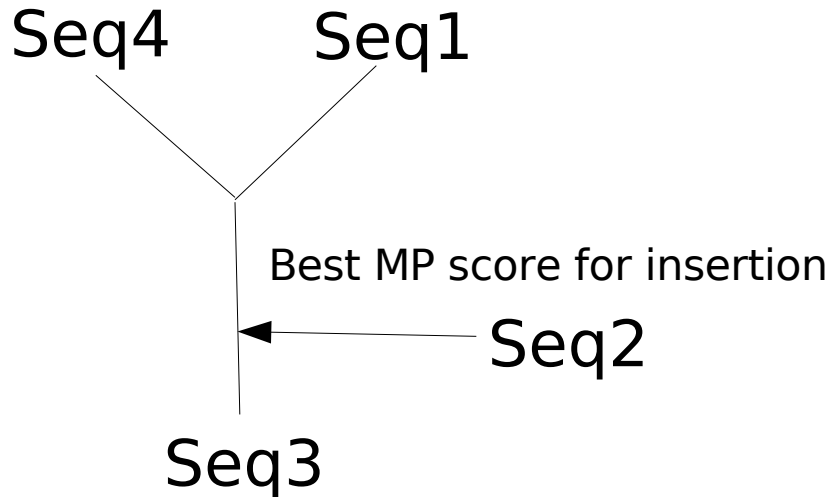 Seq4
Seq1
Best MP score for insertion
Seq2
Seq3